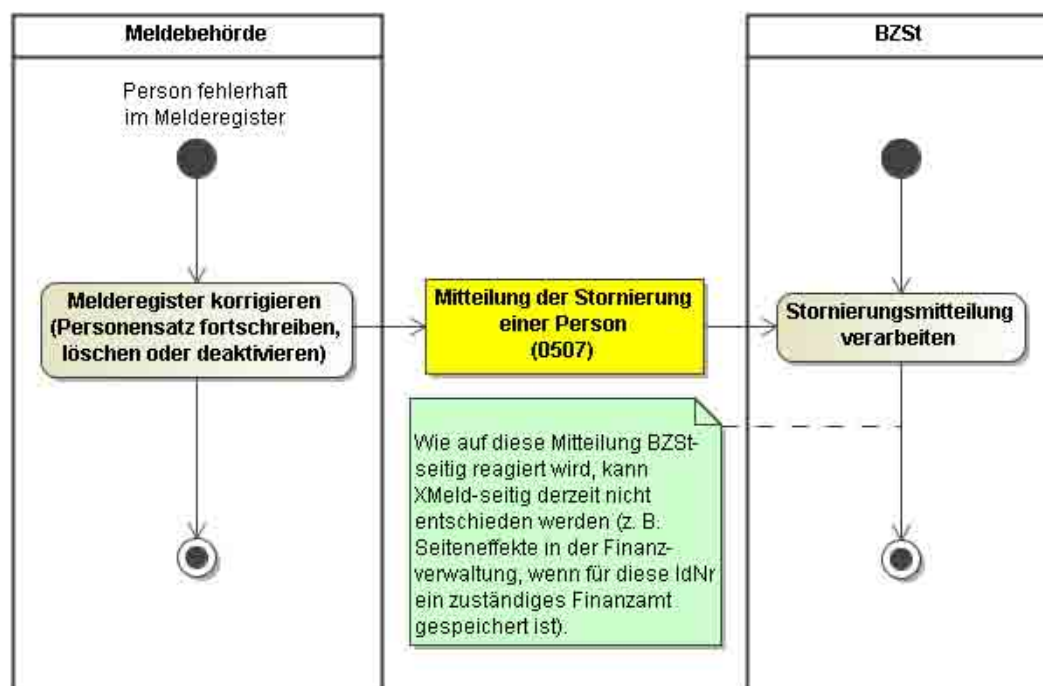 Meldebehörde
BZSt
Person fehlerhaft
im Melderegister
Melderegister korrigieren
(Personensatz fortschreiben,
löschen oder deaktivieren)
Mitteilung der Stornierung
einer Person
(0507)
Stornierungsmitteilung
verarbeiten
Wie auf diese Mitteilung BZSt-
seitig reagiert wird, kann
XMeld-seitig derzeit nicht
entschieden werden (z. B.
Seiteneffekte in der Finanz-
verwaltung, wenn für diese IdNr
ein zuständiges Finanzamt
gespeichert ist).